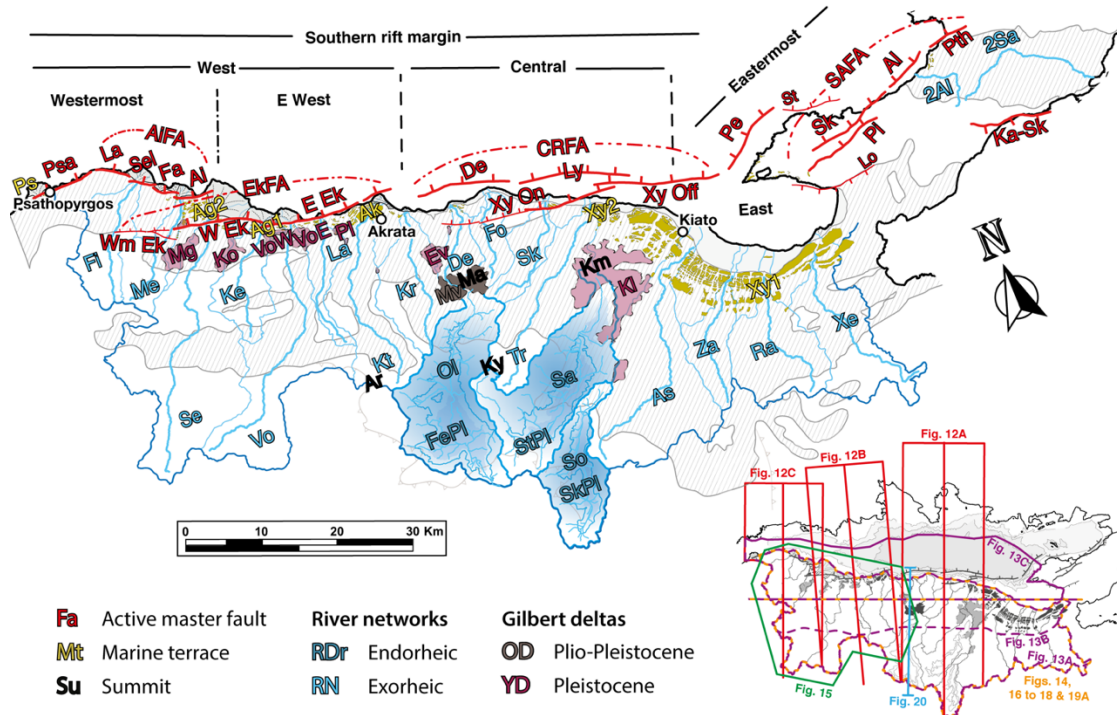 Southern rift margin
West
Central
Eastermost
Westermost
E West
AlFA
EkFA
CRFA
SAFA
Ps
Psa
La
Sel
Fa
Al
De
Ly
Pe
St
Sk
Al
Pth
2Sa
2Al
Pl
Lo
Ka-Sk
Psathopyrgos
Ag2
Wm Ek
W Ek
Ag1
E Ek
Ak
Akrata
Xy On
Xy Off
Xy2
Kiato
East
N
Fl
Mg
Ko
VoW
VoE
Pl
La
Ev
De
Fo
Sk
Me
Ke
Kr
Mv
Ma
Km
Kl
Xy1
Kt
Ar
Ol
Ky
Tr
Sa
Za
Ra
Xe
As
Se
Vo
FePl
StPl
So
SkPl
0 10 20 30 Km
Fa Active master fault
Mt Marine terrace
Su Summit
River networks
RDr Endorheic
RN Exorheic
Gilbert deltas
OD Plio-Pleistocene
YD Pleistocene
Fig. 12A
Fig. 12B
Fig. 12C
Fig. 13C
Fig. 13B
Fig. 13A
Fig. 15
Fig. 20
Figs. 14,
16 to 18 & 19A